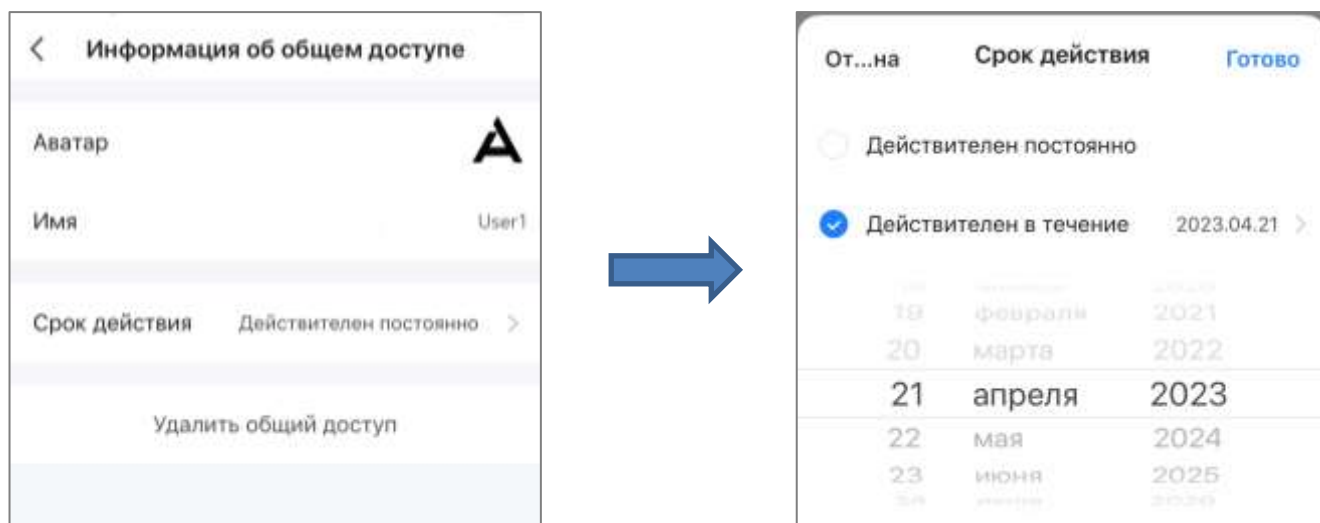 Информация об общем доступе
Аватар
Имя User1
Срок действия Действителен постоянно
Удалить общий доступ
От...на Срок действия Готово
Действителен постоянно
Действителен в течение 2023.04.21
19 февраля 2021
20 марта 2022
21 апреля 2023
22 мая 2024
23 июня 2025